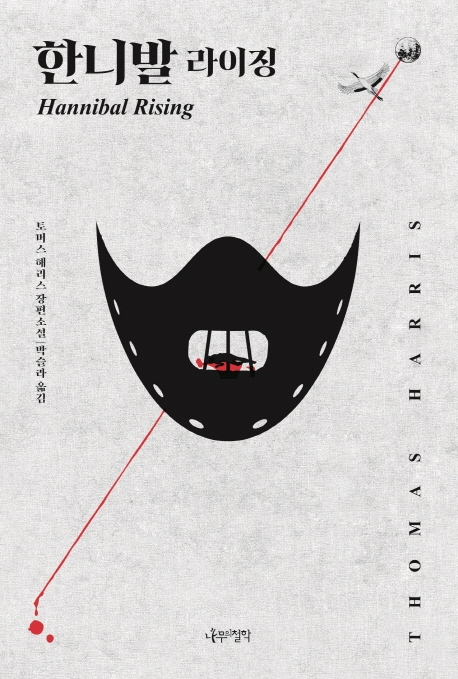 한니발 라이징
Hannibal Rising
토머스 해리스 장편소설 | 박슬라 옮김
THOMAS HARRIS
나무의철학